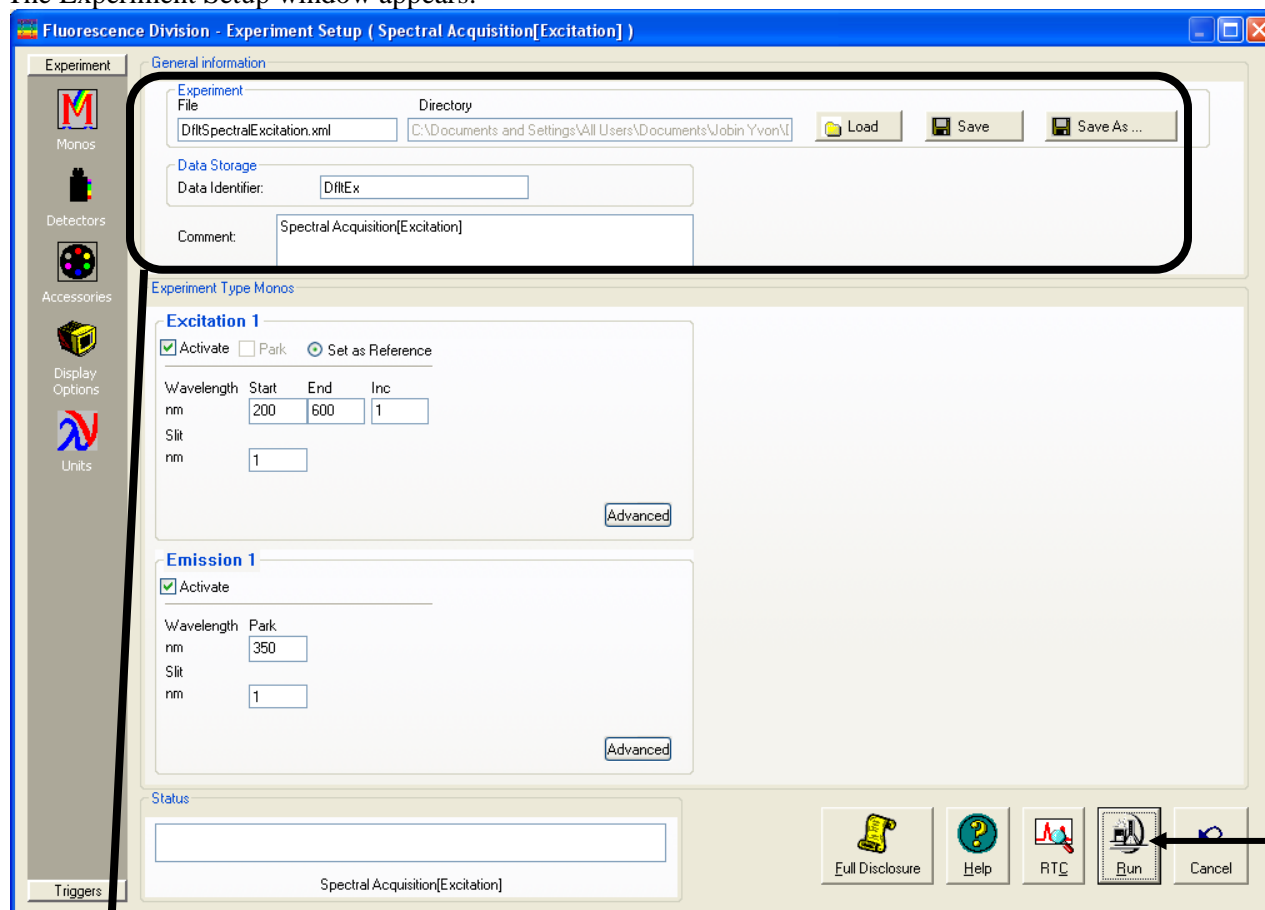 The Experiment Setup window appears.
Fluorescence Division - Experiment Setup ( Spectral Acquisition[Excitation] )
Experiment
Monos
Detectors
Accessories
Display
Options
Units
Triggers
General information
Experiment
File
Directory
DfltSpectralExcitation.xml
C:\Documents and Settings\All Users\Documents\Jobin Yvon\
Load
Save
Save As ...
Data Storage
Data Identifier:
DfltEx
Comment:
Spectral Acquisition[Excitation]
Experiment Type Monos
Excitation 1
Activate
Park
Set as Reference
Wavelength Start End Inc
nm 200 600 1
Slit
nm 1
Advanced
Emission 1
Activate
Wavelength Park
nm 350
Slit
nm 1
Advanced
Status
Spectral Acquisition[Excitation]
Full Disclosure
Help
RTC
Run
Cancel